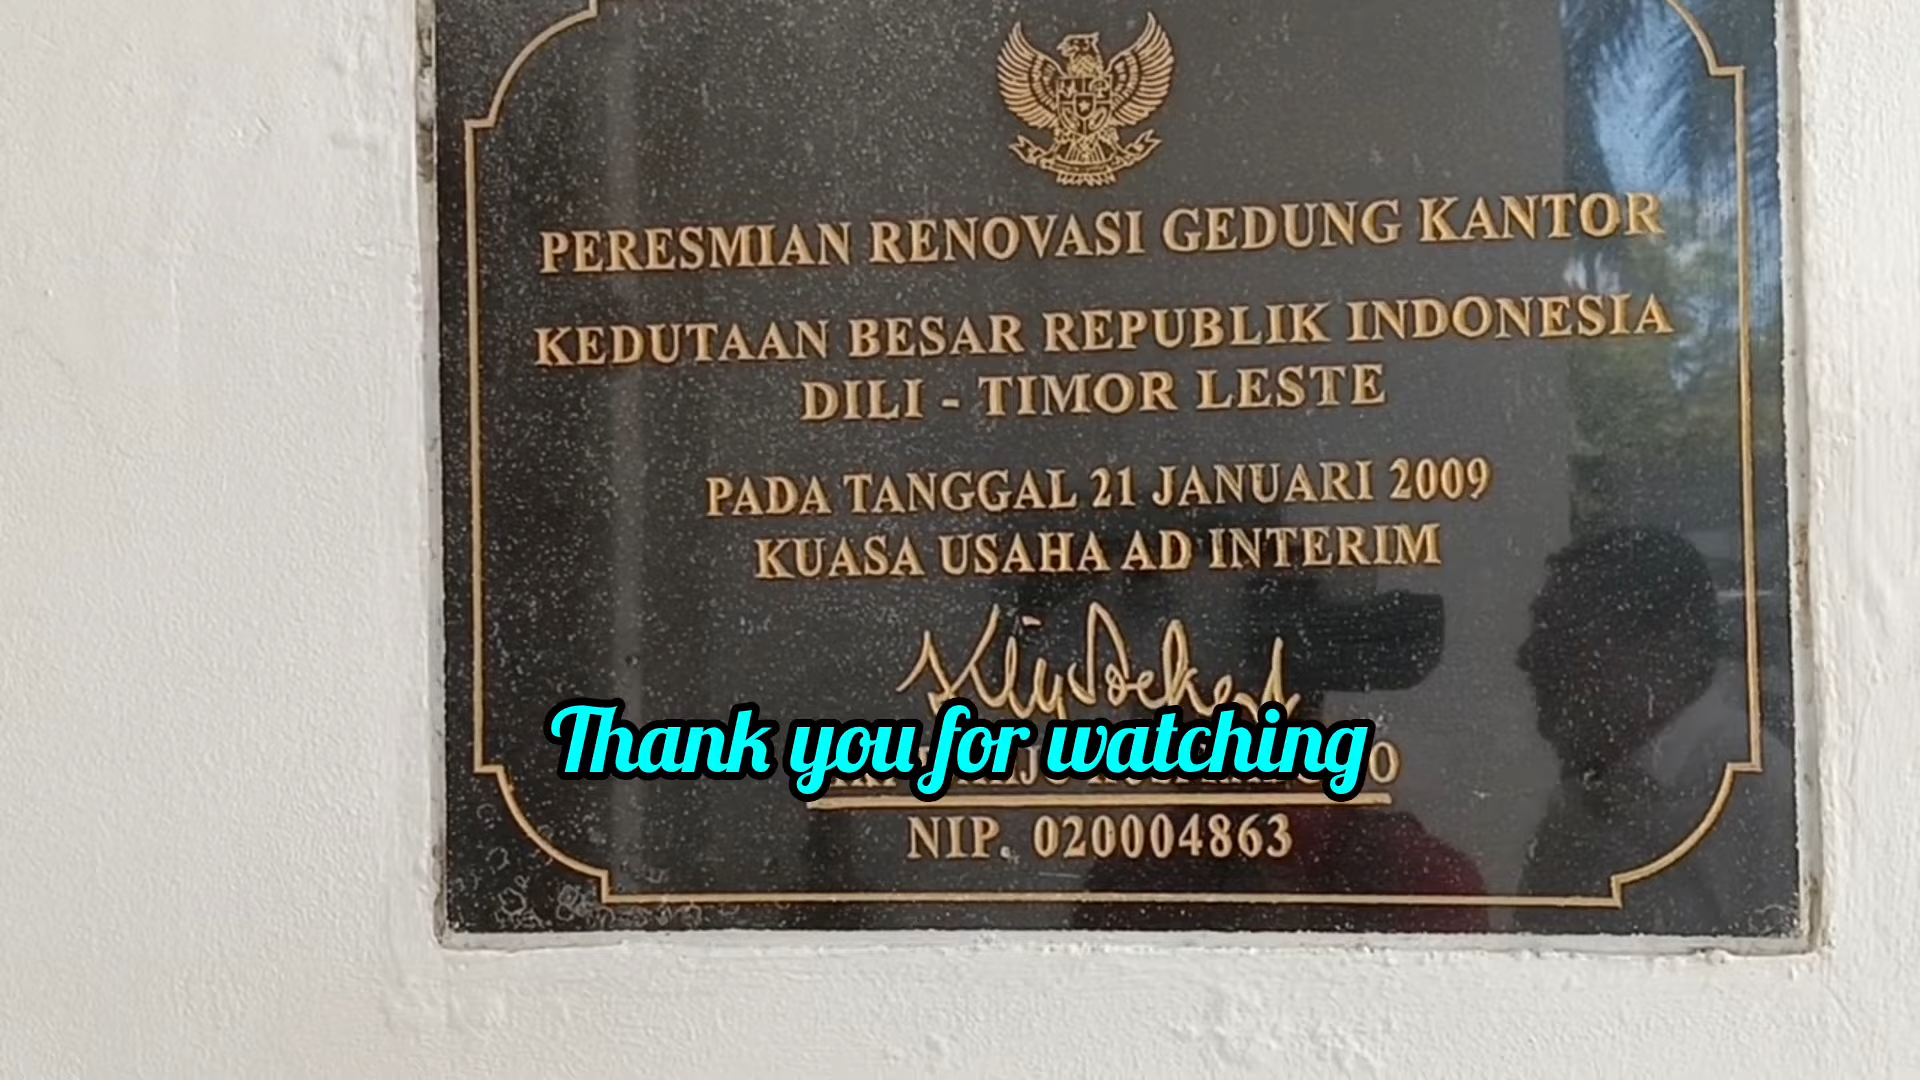 PERESMIAN RENOVASI GEDUNG KANTOR
KEDUTAAN BESAR REPUBLIK INDONESIA
DILI - TIMOR LESTE
PADA TANGGAL 21 JANUARI 2009
KUASA USAHA AD INTERIM
Thank you for watching
NIP. 020004863